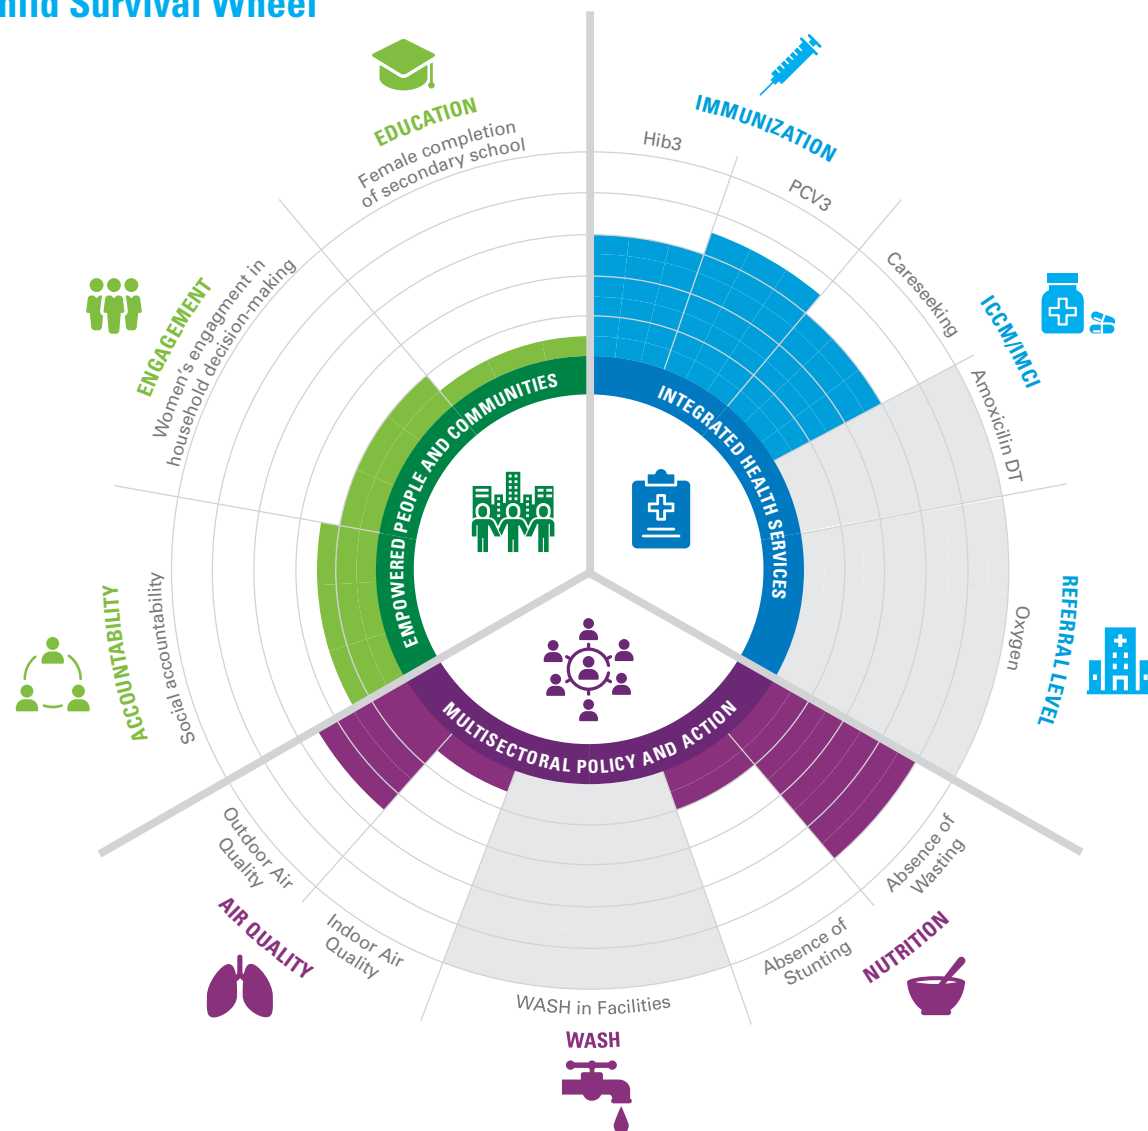 hild Survival Wheel
EDUCATION
Female completion
of secondary school
IMMUNIZATION
Hib3
PCV3
Careseeking
ICCM/IMCI
Amoxicilin DT
REFERRAL LEVEL
Oxygen
ENGAGEMENT
Women's engagment in
household decision-making
ACCOUNTABILITY
Social accountability
EMPOWERED PEOPLE AND COMMUNITIES
INTEGRATED HEALTH SERVICES
MULTISECTORAL POLICY AND ACTION
Outdoor Air
Quality
AIR QUALITY
Indoor Air
Quality
WASH in Facilities
WASH
Absence of
Stunting
Absence of
Wasting
NUTRITION